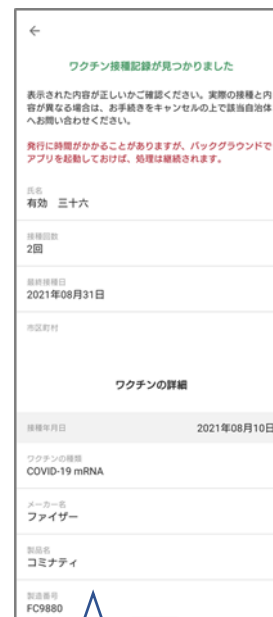 ワクチン接種記録が見つかりました
表示された内容が正しいかご確認ください。実際の接種と内
容が異なる場合は、お手続きをキャンセルの上で該当自治体
へお問い合わせください。
発行に時間がかかることがありますが、バックグラウンドで
アプリを起動しておけば、処理は継続されます。
氏名
有効 三十六
接種回数
2回
最終接種日
2021年08月31日
市区町村
ワクチンの詳細
接種年月日 2021年08月10日
ワクチンの種類
COVID-19 mRNA
メーカー名
ファイザー
製品名
コミナティ
製造番号
FC9880